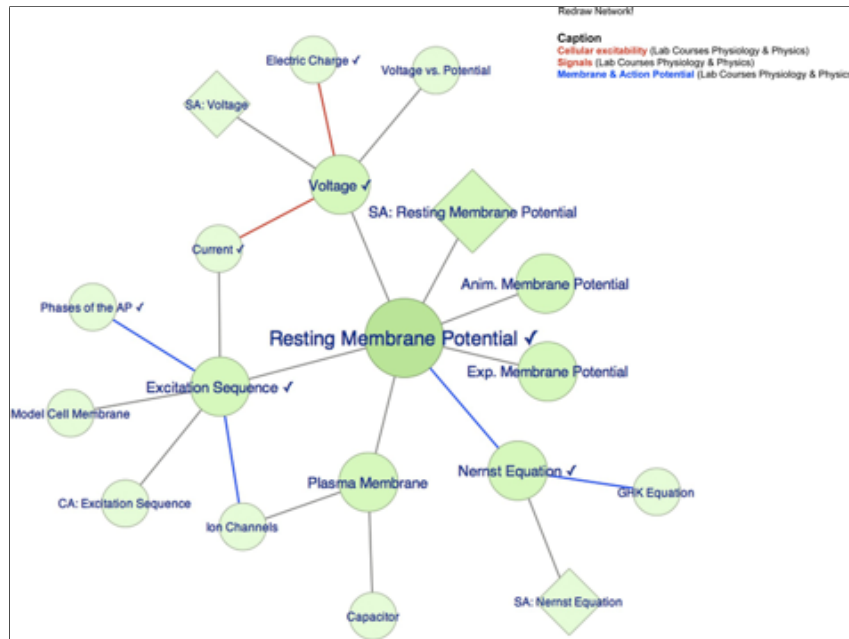 Redraw Network!
Caption
Cellular excitability (Lab Courses Physiology & Physics)
Signals (Lab Courses Physiology & Physics)
Membrane & Action Potential (Lab Courses Physiology & Physics
Electric Charge ✓
Voltage vs. Potential
SA: Voltage
Voltage ✓
SA: Resting Membrane Potential
Current ✓
Anim. Membrane Potential
Phases of the AP ✓
Resting Membrane Potential ✓
Exp. Membrane Potential
Excitation Sequence ✓
Model Cell Membrane
Nernst Equation ✓
Plasma Membrane
GRK Equation
CA: Excitation Sequence
Ion Channels
SA: Nernst Equation
Capacitor